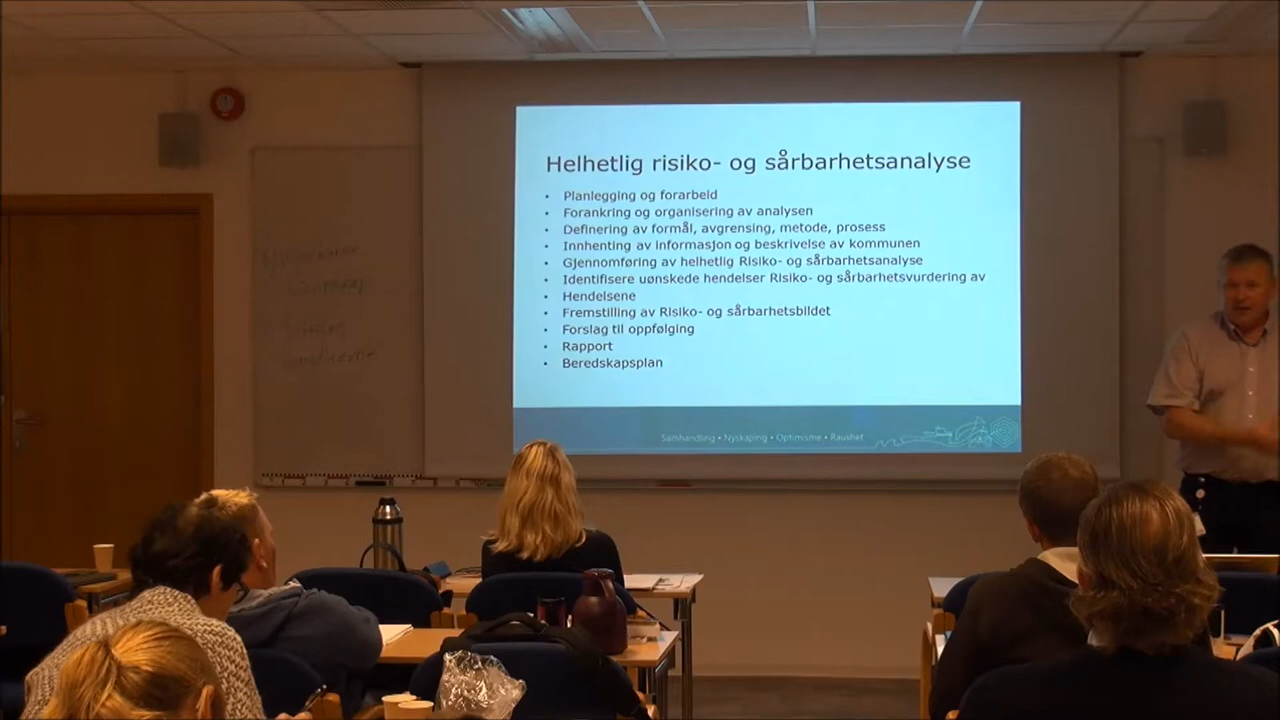 Helhetlig risiko- og sårbarhetsanalyse
• Planlegging og forarbeid
• Forankring og organisering av analysen
• Definering av formål, avgrensing, metode, prosess
• Innhenting av informasjon og beskrivelse av kommunen
• Gjennomføring av helhetlig Risiko- og sårbarhetsanalyse
• Identifisere uønskede hendelser Risiko- og sårbarhetsvurdering av
• Hendelsene
• Fremstilling av Risiko- og sårbarhetsbildet
• Forslag til oppfølging
• Rapport
• Beredskapsplan
Samhandling • Nyskaping • Optimisme • Raushet